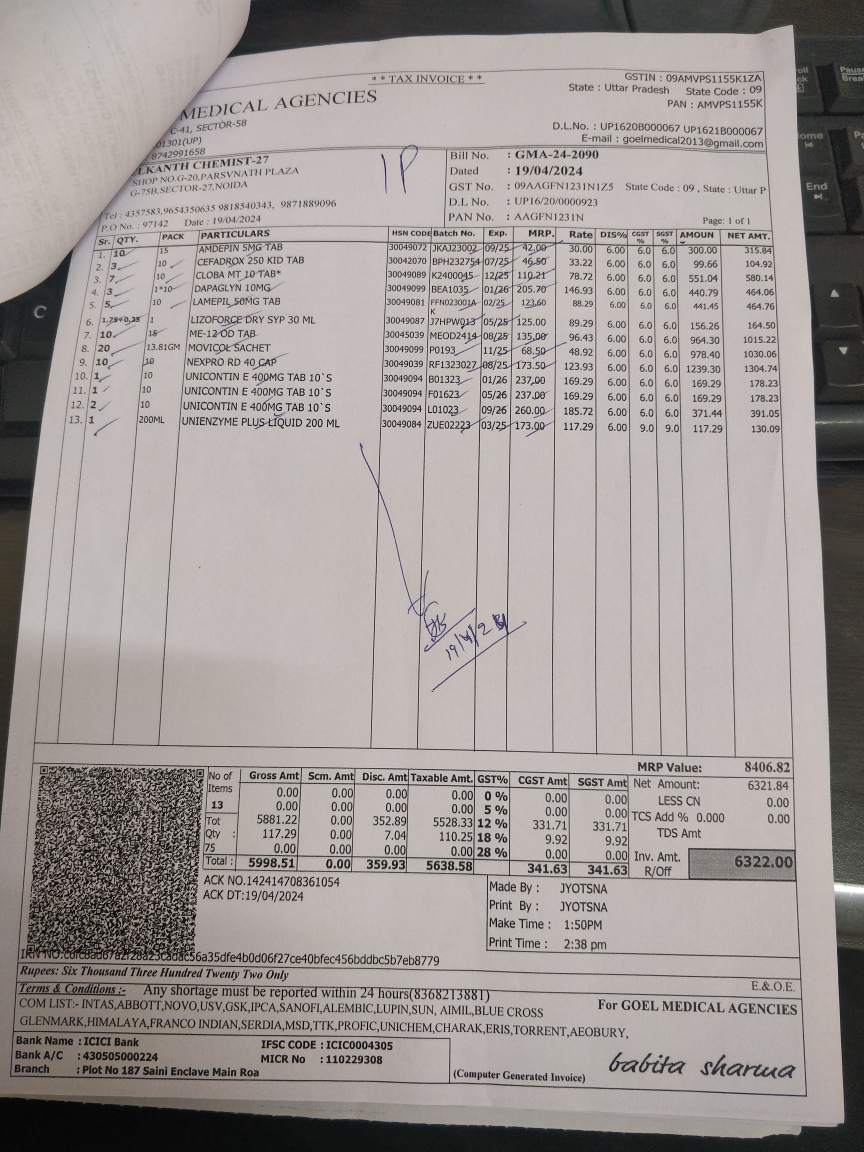 * * TAX INVOICE * *
GSTIN : 09AMVPS1155K1ZA
State : Uttar Pradesh State Code : 09
PAN : AMVPS1155K
MEDICAL AGENCIES
C-41, SECTOR-58
01301(UP)
8742991658
D.L.No. : UP1620B000067 UP1621B000067
E-mail : goelmedical2013@gmail.com
LKANTH CHEMIST-27
SHOP NO.G-20,PARSVNATH PLAZA
G-75B,SECTOR-27,NOIDA
Tel : 4357583,9654350635 9818540343, 9871889096
P.O No. : 97142 Date : 19/04/2024
IP
Bill No. : GMA-24-2090
Dated : 19/04/2024
GST No. : 09AAGFN1231N1Z5 State Code : 09 , State : Uttar P
D.L No. : UP16/20/0000923
PAN No. : AAGFN1231N
Page: 1 of 1
Sr. QTY. PACK PARTICULARS HSN CODE Batch No. Exp. MRP. Rate DIS% CGST % SGST % AMOUN NET AMT.
1. 10 15 AMDEPIN 5MG TAB 30049072 JKAJ23002 09/25 42.00 30.00 6.00 6.0 6.0 300.00 315.84
2. 3 10 CEFADROX 250 KID TAB 30042070 BPH232754 07/25 46.50 33.22 6.00 6.0 6.0 99.66 104.92
3. 7 10 CLOBA MT 10 TAB* 30049089 K2400045 12/25 110.21 78.72 6.00 6.0 6.0 551.04 580.14
4. 3 1*10 DAPAGLYN 10MG 30049099 BEA1035 01/26 205.70 146.93 6.00 6.0 6.0 440.79 464.06
5. 5 10 LAMEPIL 50MG TAB 30049081 FFN023001A K 02/25 123.60 88.29 6.00 6.0 6.0 441.45 464.76
6. 1.75+0.25 1 LIZOFORCE DRY SYP 30 ML 30049087 J7HPW013 05/25 125.00 89.29 6.00 6.0 6.0 156.26 164.50
7. 10 15 ME-12 OD TAB 30045039 MEOD2414 08/25 135.00 96.43 6.00 6.0 6.0 964.30 1015.22
8. 20 13.81GM MOVICOL SACHET 30049099 P0193 11/25 68.50 48.92 6.00 6.0 6.0 978.40 1030.06
9. 10 10 NEXPRO RD 40 CAP 30049039 RF1323027 08/25 173.50 123.93 6.00 6.0 6.0 1239.30 1304.74
10. 1 10 UNICONTIN E 400MG TAB 10`S 30049094 B01323 01/26 237.00 169.29 6.00 6.0 6.0 169.29 178.23
11. 1 10 UNICONTIN E 400MG TAB 10`S 30049094 F01623 05/26 237.00 169.29 6.00 6.0 6.0 169.29 178.23
12. 2 10 UNICONTIN E 400MG TAB 10`S 30049094 L01023 09/26 260.00 185.72 6.00 6.0 6.0 371.44 391.05
13. 1 200ML UNIENZYME PLUS LIQUID 200 ML 30049084 ZUE02223 03/25 173.00 117.29 6.00 9.0 9.0 117.29 130.09
No of Items 13 Tot Qty : 75
Gross Amt Scm. Amt Disc. Amt Taxable Amt. GST% CGST Amt SGST Amt
0.00 0.00 0.00 0.00 0 % 0.00 0.00
0.00 0.00 0.00 0.00 5 % 0.00 0.00
5881.22 0.00 352.89 5528.33 12 % 331.71 331.71
117.29 0.00 7.04 110.25 18 % 9.92 9.92
0.00 0.00 0.00 0.00 28 % 0.00 0.00
Total : 5998.51 0.00 359.93 5638.58 341.63 341.63
MRP Value: 8406.82
Net Amount: 6321.84
LESS CN 0.00
TCS Add % 0.000 0.00
TDS Amt
Inv. Amt. 6322.00
R/Off
ACK NO.142414708361054
ACK DT:19/04/2024
Made By : JYOTSNA
Print By : JYOTSNA
Make Time : 1:50PM
Print Time : 2:38 pm
Rupees: Six Thousand Three Hundred Twenty Two Only
E.& O.E.
Terms & Conditions :- Any shortage must be reported within 24 hours(8368213881)
COM LIST:- INTAS,ABBOTT,NOVO,USV,GSK,IPCA,SANOFI,ALEMBIC,LUPIN,SUN, AIMIL,BLUE CROSS
GLENMARK,HIMALAYA,FRANCO INDIAN,SERDIA,MSD,TTK,PROFIC,UNICHEM,CHARAK,ERIS,TORRENT,AEOBURY,
For GOEL MEDICAL AGENCIES
Bank Name : ICICI Bank IFSC CODE : ICIC0004305
Bank A/C : 430505000224 MICR No : 110229308
Branch : Plot No 187 Saini Enclave Main Roa
(Computer Generated Invoice)
babita sharma
End
C